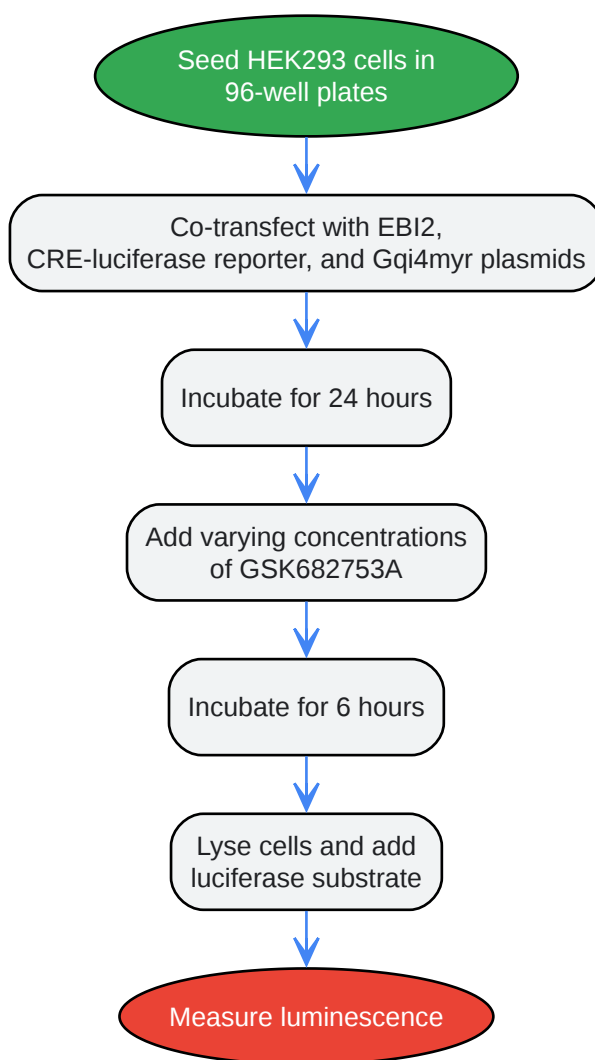 Seed HEK293 cells in
96-well plates
Co-transfect with EBI2,
CRE-luciferase reporter, and Gqi4myr plasmids
Incubate for 24 hours
Add varying concentrations
of GSK682753A
Incubate for 6 hours
Lyse cells and add
luciferase substrate
Measure luminescence